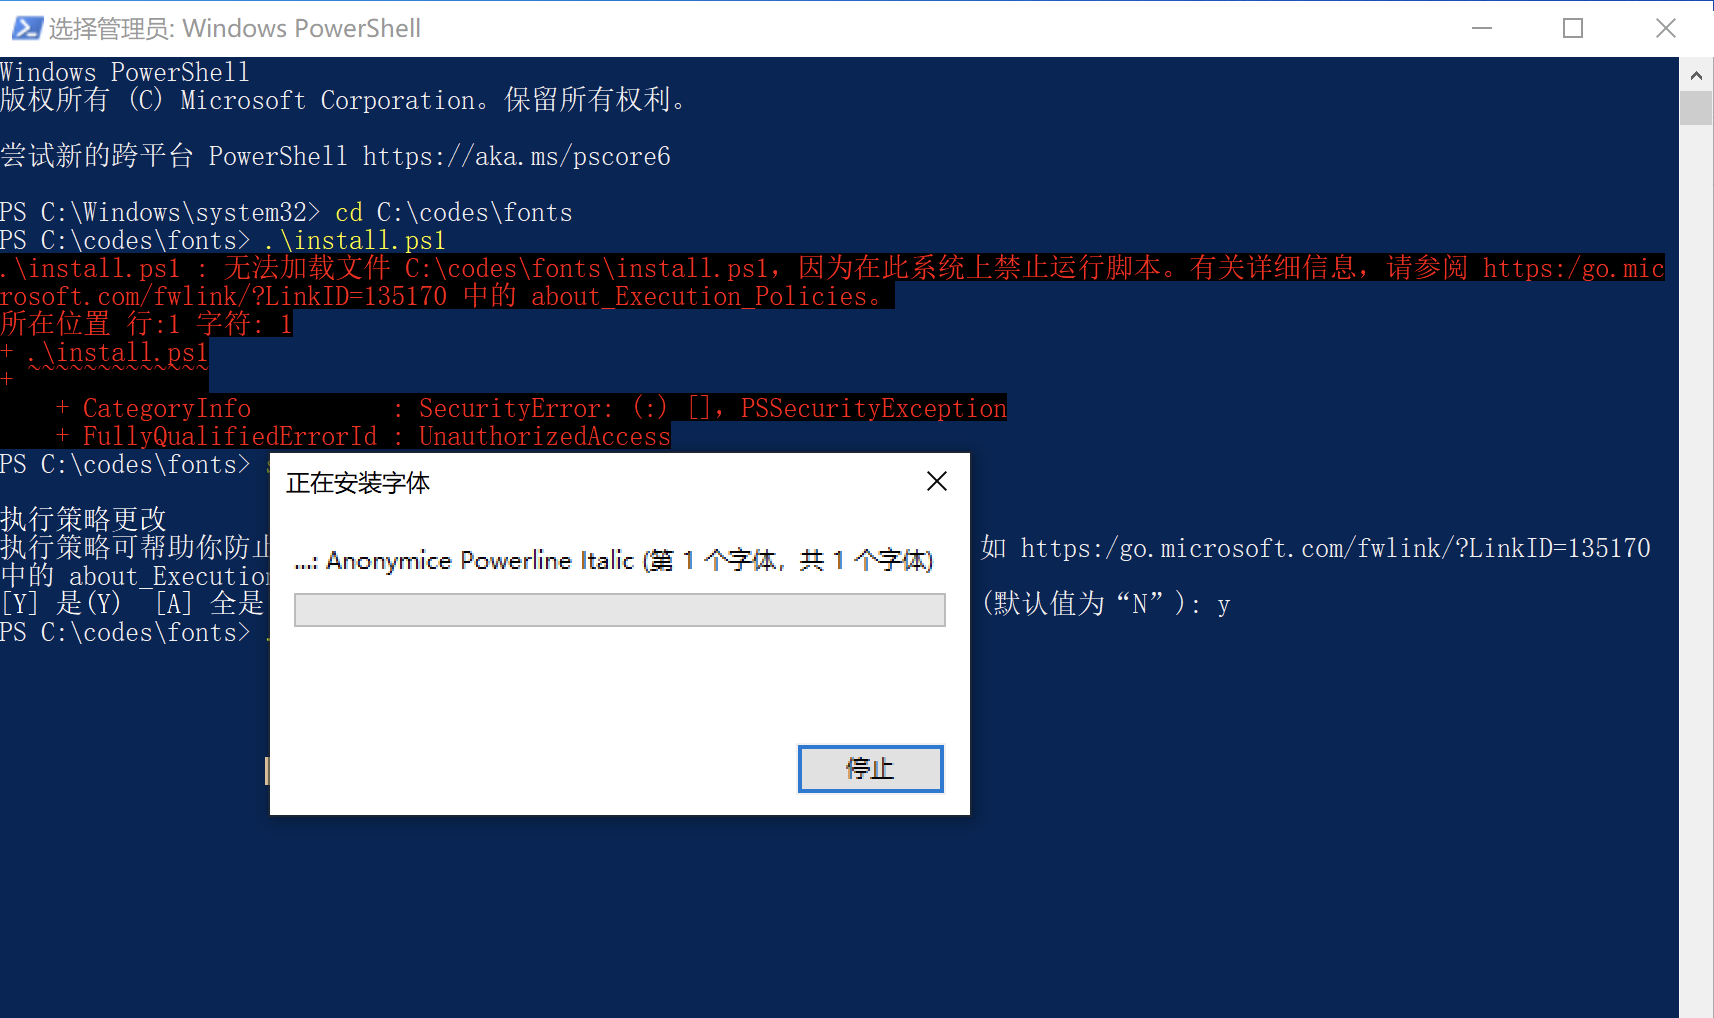 选择管理员: Windows PowerShell
Windows PowerShell
版权所有 (C) Microsoft Corporation。保留所有权利。
尝试新的跨平台 PowerShell https://aka.ms/pscore6
PS C:\Windows\system32> cd C:\codes\fonts
PS C:\codes\fonts> .\install.ps1
.\install.ps1 : 无法加载文件 C:\codes\fonts\install.ps1，因为在此系统上禁止运行脚本。有关详细信息，请参阅 https:/go.mic
rosoft.com/fwlink/?LinkID=135170 中的 about_Execution_Policies。
所在位置 行:1 字符: 1
+ .\install.ps1
+ ~~~~~~~~~~~~~
+ CategoryInfo          : SecurityError: (:) []，PSSecurityException
+ FullyQualifiedErrorId : UnauthorizedAccess
PS C:\codes\fonts>
执行策略更改
执行策略可帮助你防止 如 https:/go.microsoft.com/fwlink/?LinkID=135170
中的 about_Execution
[Y] 是(Y)  [A] 全是 (默认值为“N”): y
PS C:\codes\fonts> .
正在安装字体
...: Anonymice Powerline Italic (第 1 个字体，共 1 个字体)
停止